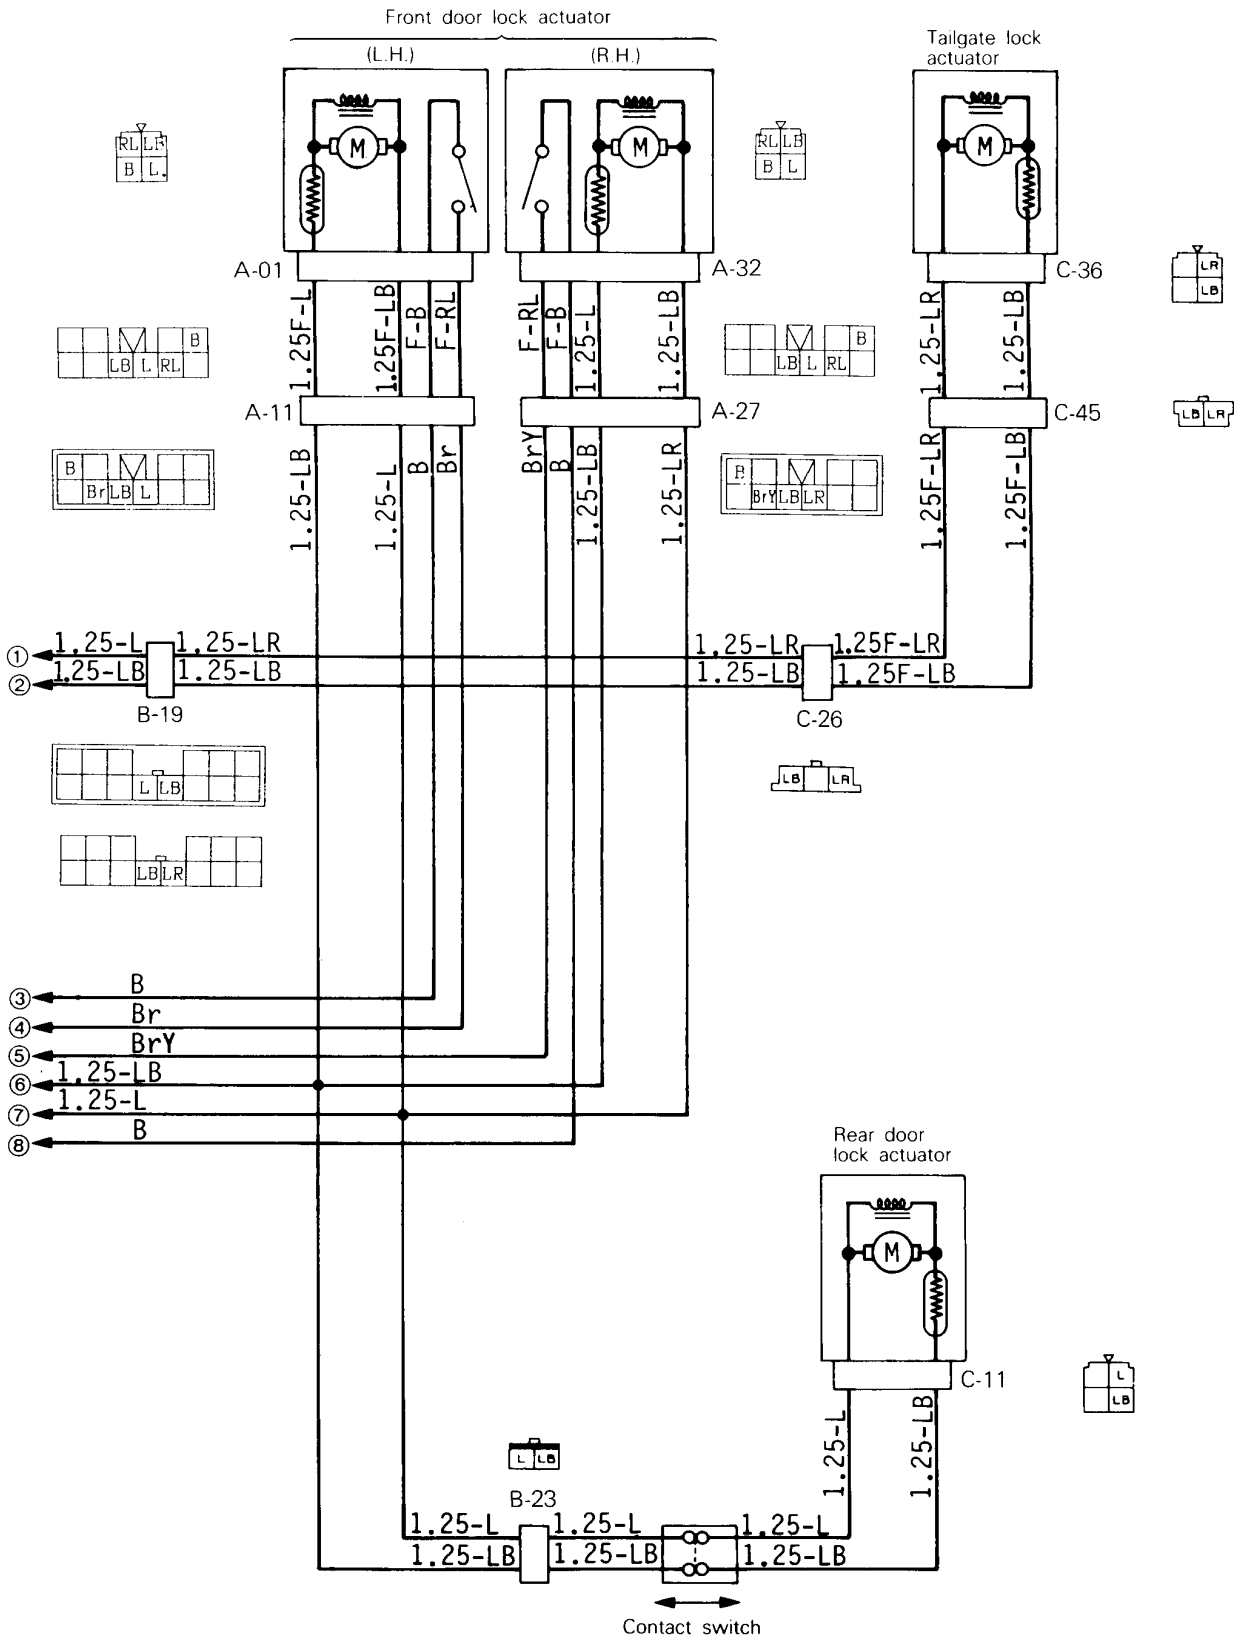 Front door lock actuator
(L.H.)
(R.H.)
Tailgate lock
actuator
M
M
M
RL LB
B L
RL LB
B L
A-01
A-32
C-36
LR
LB
1.25F-L
1.25F-LB
F-B
F-RL
F-RL
F-B
1.25-L
1.25-LB
1.25-LR
1.25-LB
B
LB L RL
B
LB L RL
A-11
A-27
C-45
LB LR
1.25-LB
1.25-L
B
Br
BrY
B
1.25-LB
1.25-LR
1.25F-LR
1.25F-LB
B
Br LB L
B
BrY LB LR
① 1.25-L 1.25-LR 1.25-LR 1.25F-LR
② 1.25-LB 1.25-LB 1.25-LB 1.25F-LB
B-19
C-26
L LB
LB LR
LB LR
③ B
④ Br
⑤ BrY
⑥ 1.25-LB
⑦ 1.25-L
⑧ B
Rear door
lock actuator
M
C-11
L
LB
1.25-L
1.25-LB
L LB
B-23
1.25-L 1.25-L 1.25-L
1.25-LB 1.25-LB 1.25-LB
Contact switch